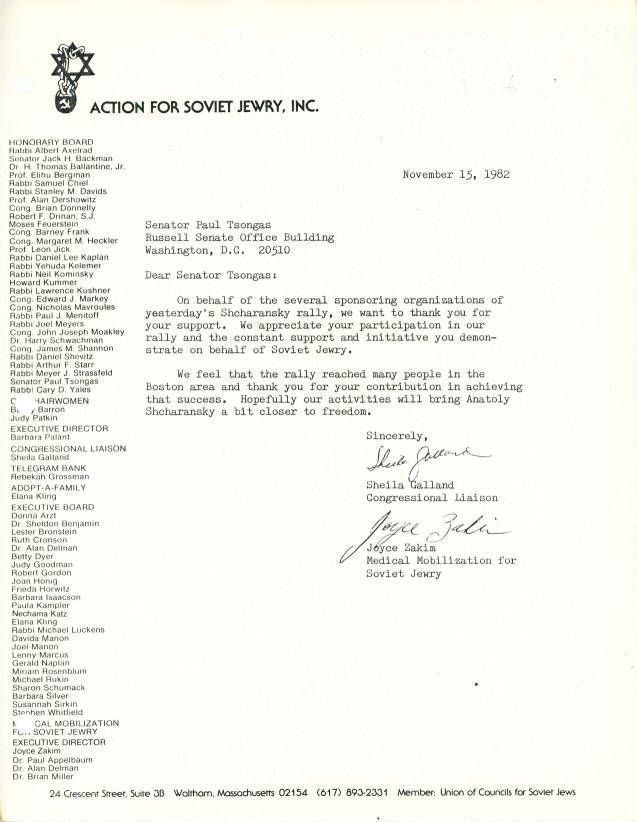 ACTION FOR SOVIET JEWRY, INC.
HONORARY BOARD
Rabbi Albert Axelrad
Senator Jack H. Backman
Dr. H. Thomas Ballantine, Jr.
Prof. Elihu Bergman
Rabbi Samuel Chiel
Rabbi Stanley M. Davids
Prof. Alan Dershowitz
Cong. Brian Donnelly
Robert F. Drinan, S.J.
Moses Feuerstein
Cong. Barney Frank
Cong. Margaret M. Heckler
Prof. Leon Jick
Rabbi Daniel Lee Kaplan
Rabbi Yehuda Kelemer
Rabbi Neil Kominsky
Howard Kummer
Rabbi Lawrence Kushner
Cong. Edward J. Markey
Cong. Nicholas Mavroules
Rabbi Paul J. Menitoff
Rabbi Joel Meyers
Cong. John Joseph Moakley
Dr. Harry Schwachman
Cong. James M. Shannon
Rabbi Daniel Shevitz
Rabbi Arthur F. Starr
Rabbi Meyer J. Strassfeld
Senator Paul Tsongas
Rabbi Cary D. Yales
C HAIRWOMEN
B y Barron
Judy Patkin
EXECUTIVE DIRECTOR
Barbara Palant
CONGRESSIONAL LIAISON
Sheila Galland
TELEGRAM BANK
Rebekah Grossman
ADOPT-A-FAMILY
Elana Kling
EXECUTIVE BOARD
Donna Arzt
Dr. Sheldon Benjamin
Lester Bronstein
Ruth Cronson
Dr. Alan Delman
Betty Dyer
Judy Goodman
Robert Gordon
Joan Honig
Frieda Horwitz
Barbara Isaacson
Paula Kampler
Nechama Katz
Elana Kling
Rabbi Michael Luckens
Davida Manon
Joel Manon
Lenny Marcus
Gerald Naplan
Miriam Rosenblum
Michael Rukin
Sharon Schumack
Barbara Silver
Susannah Sirkin
Stephen Whitfield
M CAL MOBILIZATION
F SOVIET JEWRY
EXECUTIVE DIRECTOR
Joyce Zakim
Dr. Paul Appelbaum
Dr. Alan Delman
Dr. Brian Miller
November 15, 1982
Senator Paul Tsongas
Russell Senate Office Building
Washington, D.C. 20510
Dear Senator Tsongas:
On behalf of the several sponsoring organizations of
yesterday's Shcharansky rally, we want to thank you for
your support. We appreciate your participation in our
rally and the constant support and initiative you demon-
strate on behalf of Soviet Jewry.
We feel that the rally reached many people in the
Boston area and thank you for your contribution in achieving
that success. Hopefully our activities will bring Anatoly
Shcharansky a bit closer to freedom.
Sincerely,
Sheila Galland
Sheila Galland
Congressional Liaison
Joyce Zakim
Joyce Zakim
Medical Mobilization for
Soviet Jewry
24 Crescent Street, Suite 3B Waltham, Massachusetts 02154 (617) 893-2331 Member: Union of Councils for Soviet Jews